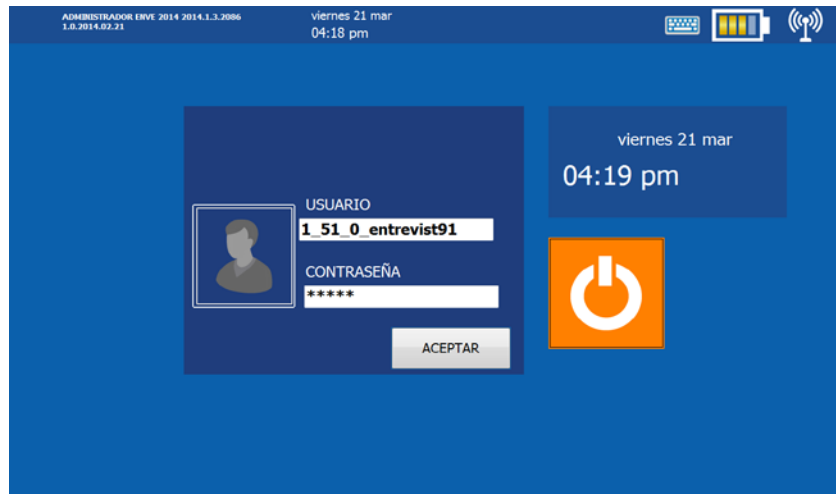 ADMINISTRADOR ENVE 2014 2014.1.3.2086
1.0.2014.02.21
viernes 21 mar
04:18 pm
viernes 21 mar
04:19 pm
USUARIO
1_51_0_entrevist91
CONTRASEÑA
*****
ACEPTAR